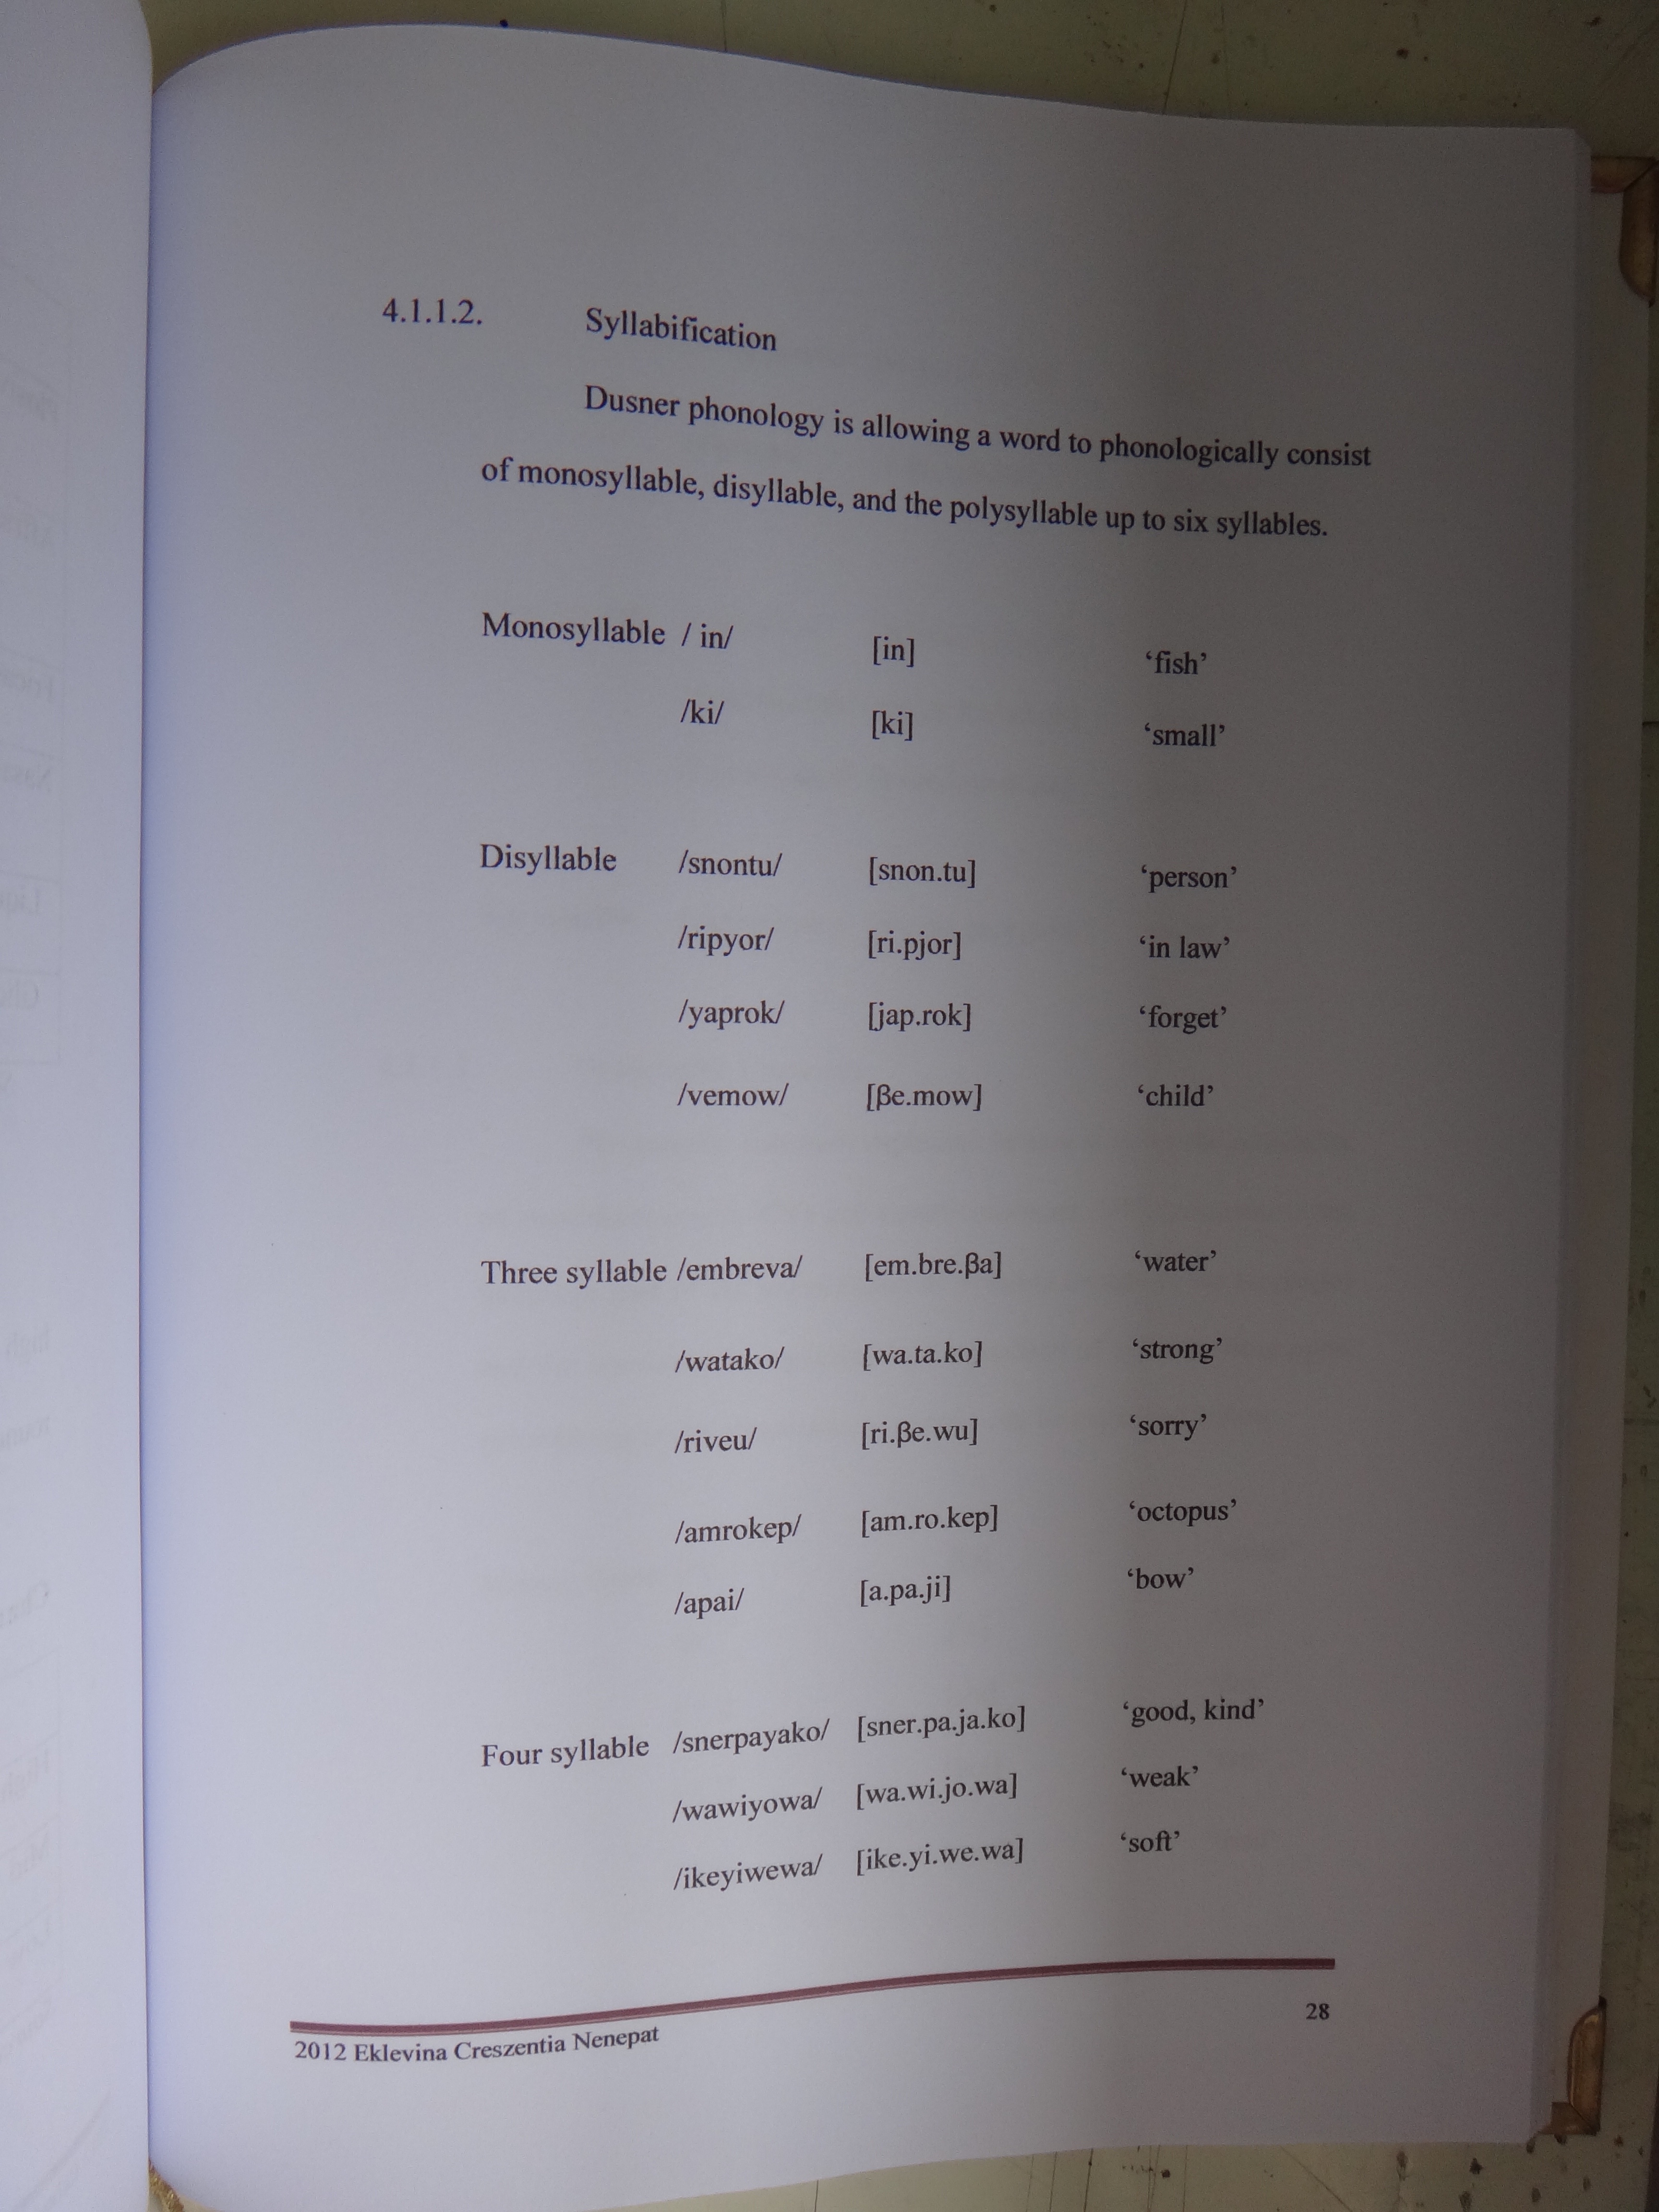 4.1.1.2. Syllabification
Dusner phonology is allowing a word to phonologically consist
of monosyllable, disyllable, and the polysyllable up to six syllables.
Monosyllable / in/ [in] ‘fish’
/ki/ [ki] ‘small’
Disyllable /snontu/ [snon.tu] ‘person’
/ripyor/ [ri.pjor] ‘in law’
/yaprok/ [jap.rok] ‘forget’
/vemow/ [βe.mow] ‘child’
Three syllable /embreva/ [em.bre.βa] ‘water’
/watako/ [wa.ta.ko] ‘strong’
/riveu/ [ri.βe.wu] ‘sorry’
/amrokep/ [am.ro.kep] ‘octopus’
/apai/ [a.pa.ji] ‘bow’
Four syllable /snerpayako/ [sner.pa.ja.ko] ‘good, kind’
/wawiyowa/ [wa.wi.jo.wa] ‘weak’
/ikeyiwewa/ [ike.yi.we.wa] ‘soft’
28
2012 Eklevina Creszentia Nenepat